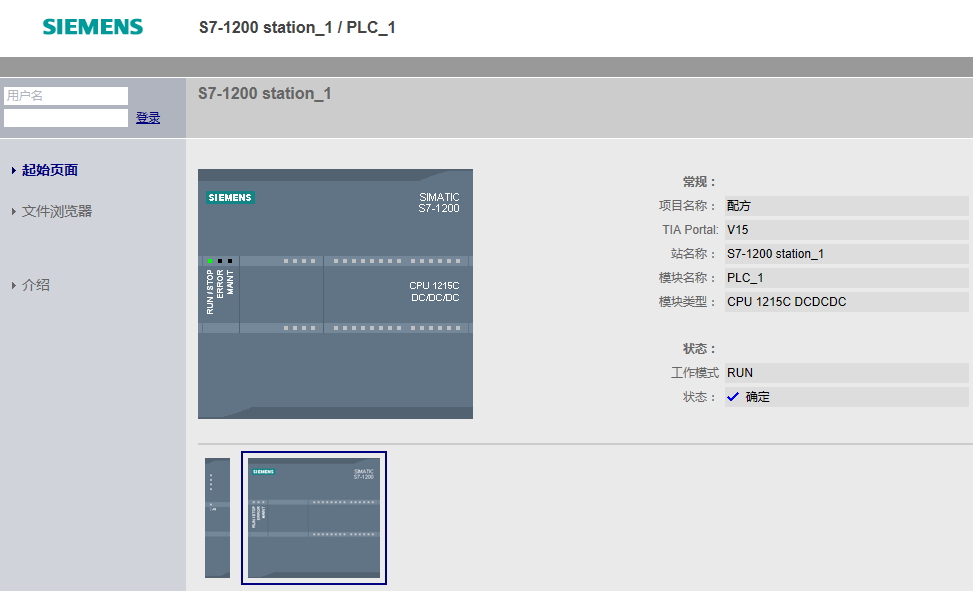 SIEMENS
S7-1200 station_1 / PLC_1
用户名
登录
S7-1200 station_1
起始页面
文件浏览器
介绍
SIEMENS
SIMATIC
S7-1200
RUN / STOP
ERROR
MAINT
CPU 1215C
DC/DC/DC
常规：
项目名称： 配方
TIA Portal: V15
站名称： S7-1200 station_1
模块名称： PLC_1
模块类型： CPU 1215C DCDCDC
状态：
工作模式 RUN
状态： 确定
SIEMENS
SIMATIC
S7-1200
RUN / STOP
ERROR
MAINT